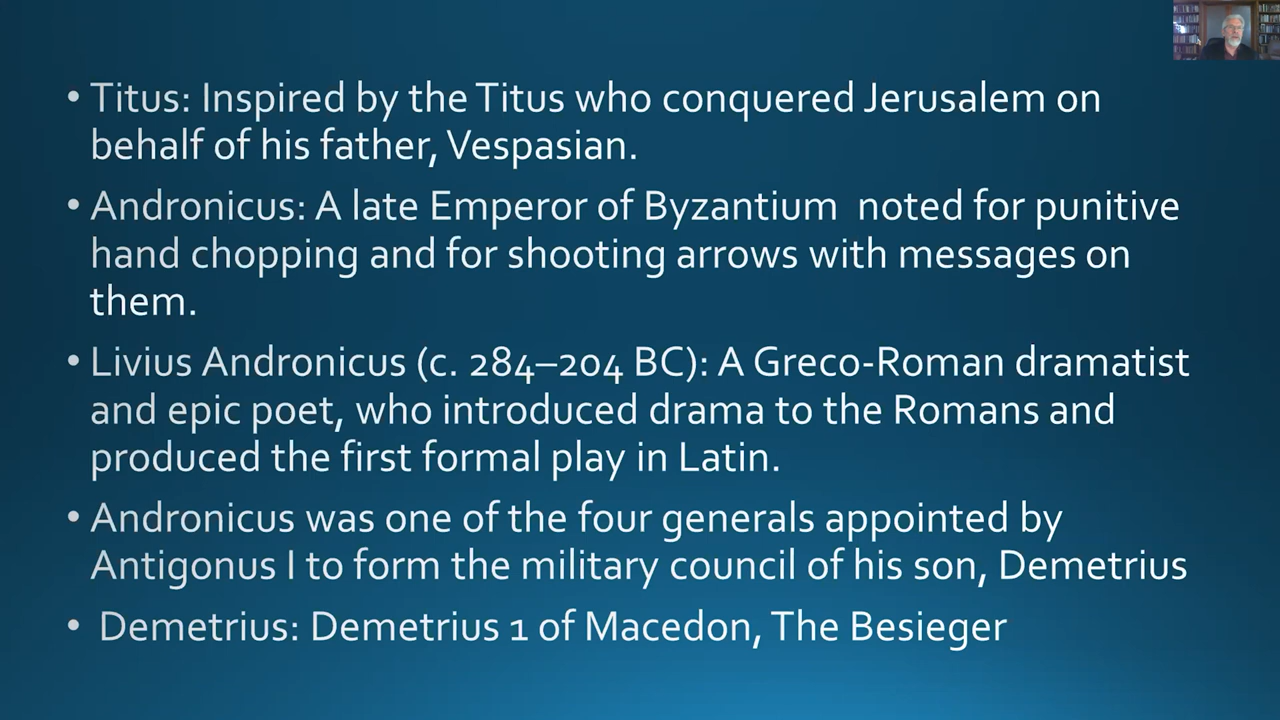 • Titus: Inspired by the Titus who conquered Jerusalem on
behalf of his father, Vespasian.
• Andronicus: A late Emperor of Byzantium  noted for punitive
hand chopping and for shooting arrows with messages on
them.
• Livius Andronicus (c. 284–204 BC): A Greco-Roman dramatist
and epic poet, who introduced drama to the Romans and
produced the first formal play in Latin.
• Andronicus was one of the four generals appointed by
Antigonus I to form the military council of his son, Demetrius
• Demetrius: Demetrius 1 of Macedon, The Besieger